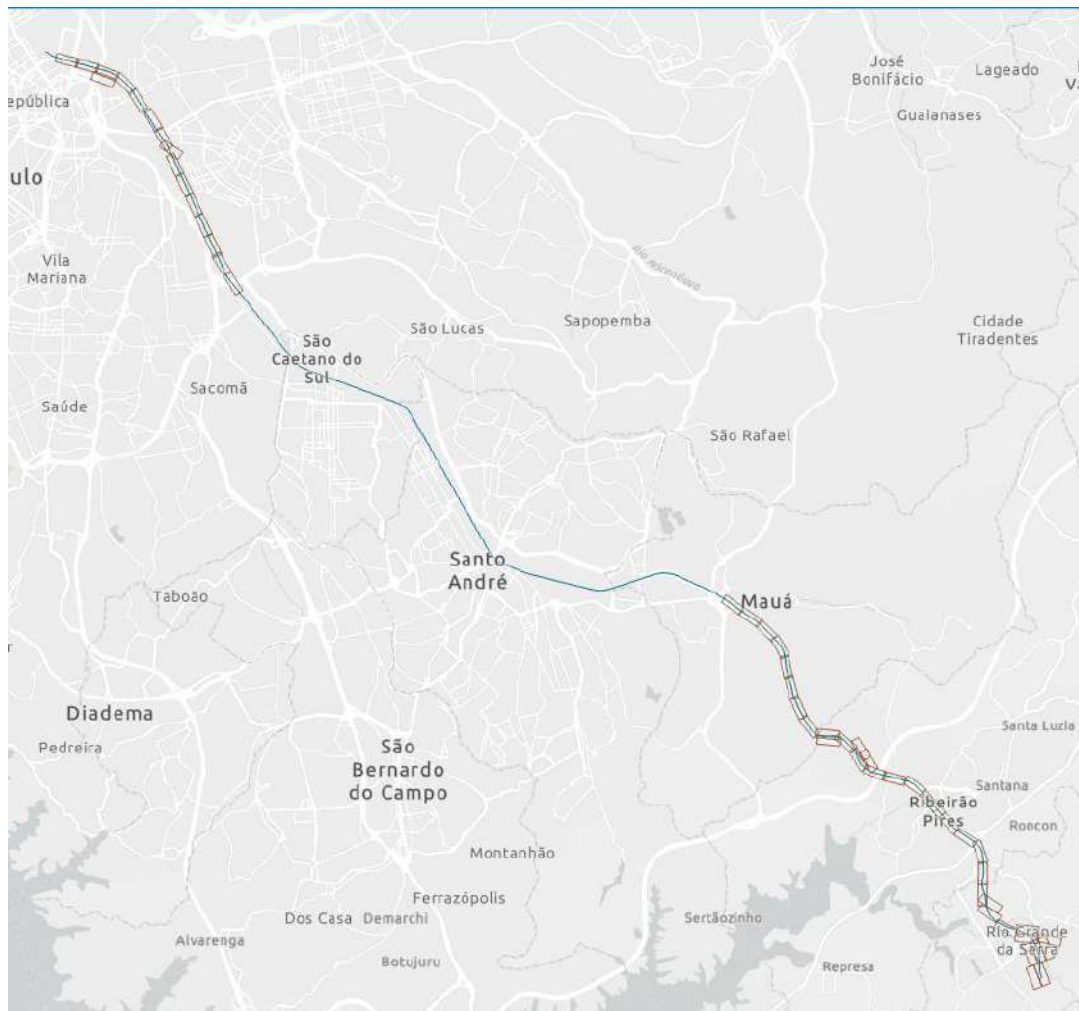 José
Bonifácio
Lageado
Guaianases
epública
ulo
Vila
Mariana
Rio Aricanduva
Cidade
Tiradentes
São Lucas
Sapopemba
São
Caetano do
Sul
Sacomã
Saúde
São Rafael
Santo
André
Taboão
Mauá
Diadema
Pedreira
São
Bernardo
do Campo
Santa Luzia
Santana
Ribeirão
Pires
Roncon
Montanhão
Ferrazópolis
Dos Casa
Demarchi
Sertãozinho
Alvarenga
Rio Grande
da Serra
Botujuru
Represa